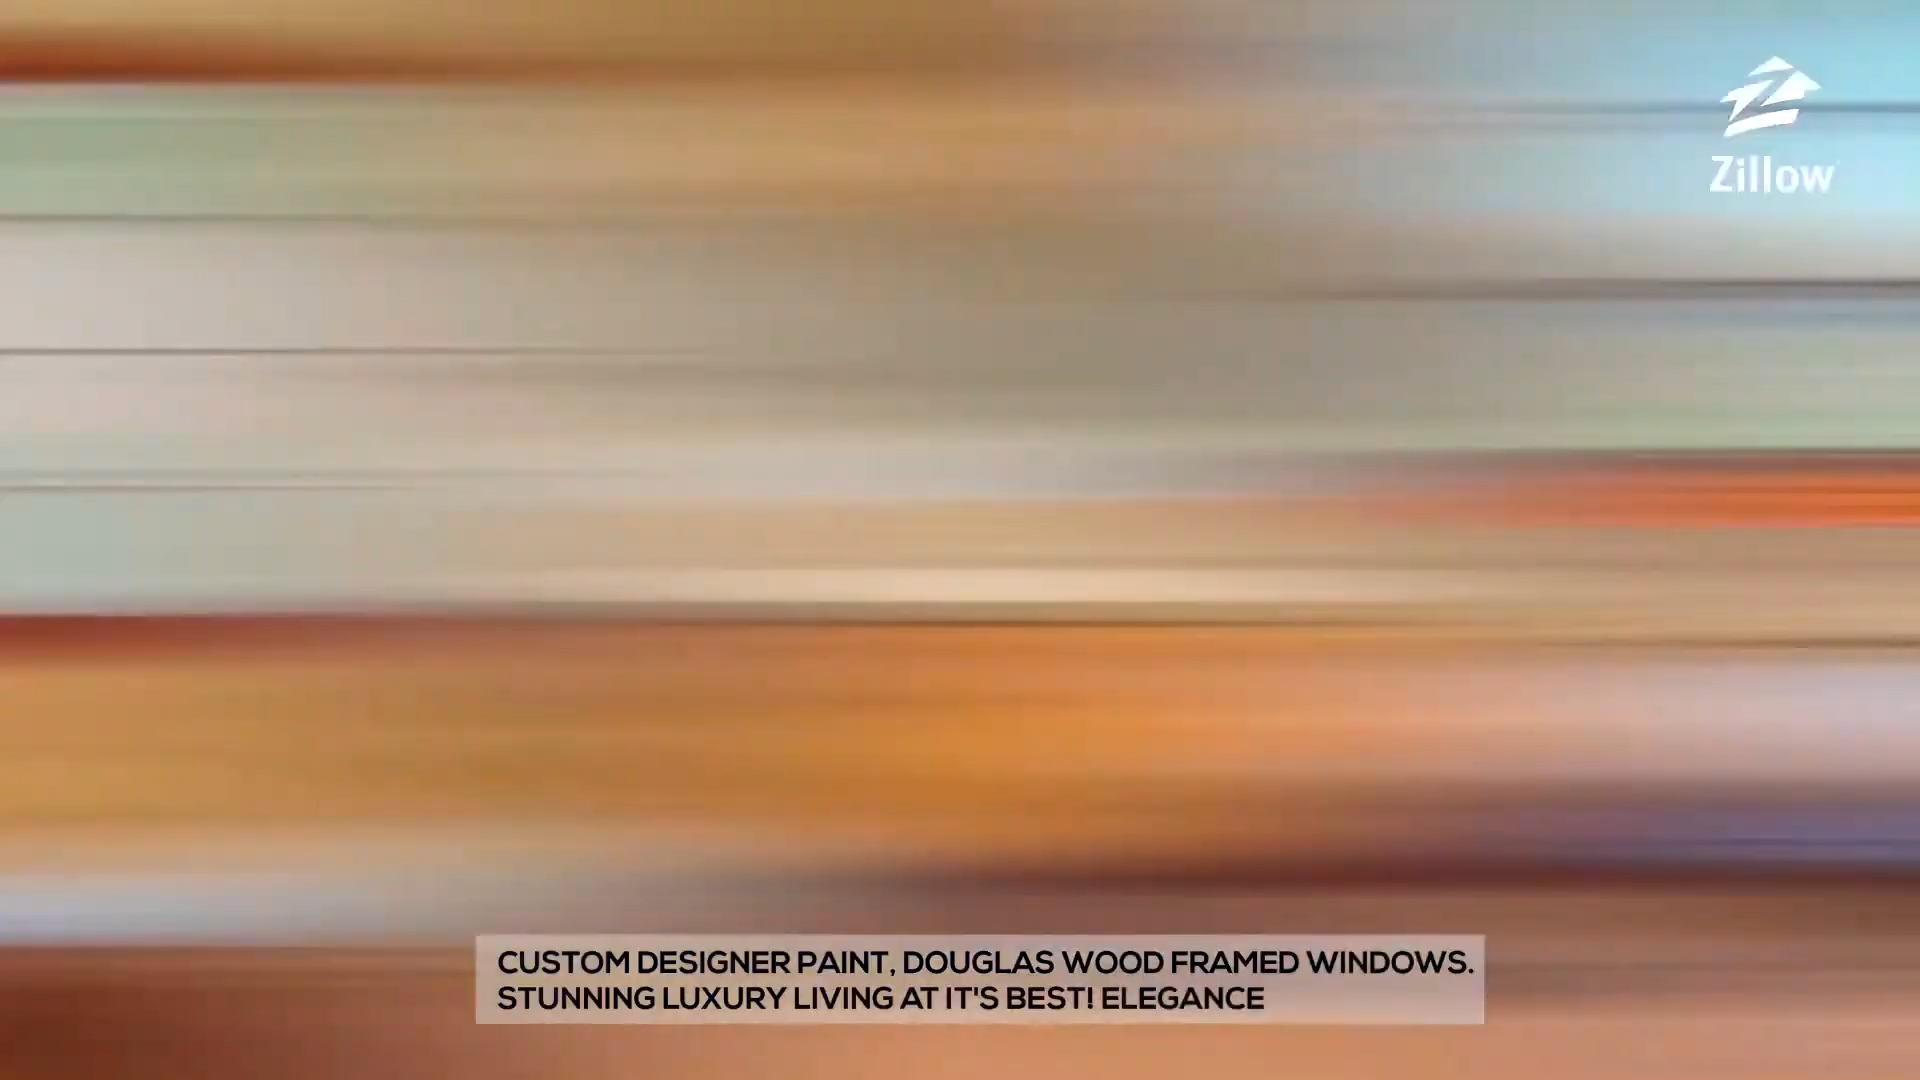 Zillow
CUSTOM DESIGNER PAINT, DOUGLAS WOOD FRAMED WINDOWS.
STUNNING LUXURY LIVING AT IT'S BEST! ELEGANCE